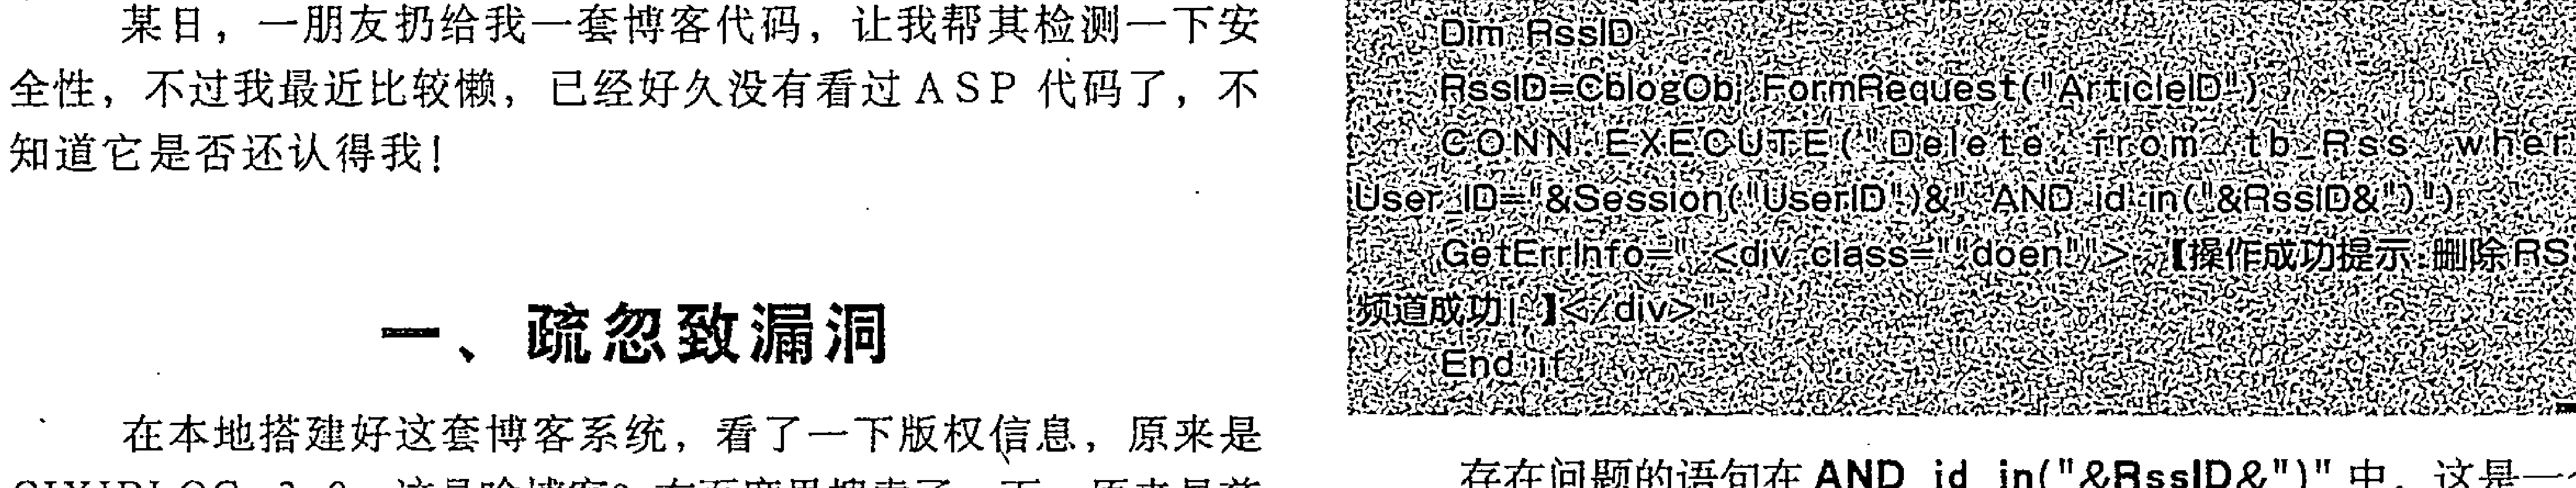 某日，一朋友扔给我一套博客代码，让我帮其检测一下安
全性，不过我最近比较懒，已经好久没有看过 ASP 代码了，不
知道它是否还认得我！
一、疏忽致漏洞
在本地搭建好这套博客系统，看了一下版权信息，原来是
Dim RssID
RssID=CblogObj.FormRequest("ArticleID")
CONN.EXECUTE("Delete from tb_Rss wher
User_ID="&Session("UserID")&" AND id in("&RssID&")")
GetErrInfo=" <div class=""doen""> 【操作成功提示:删除RS
频道成功！】</div>"
End if
存在问题的语句在 AND id in("&RssID&")" 中，这是一